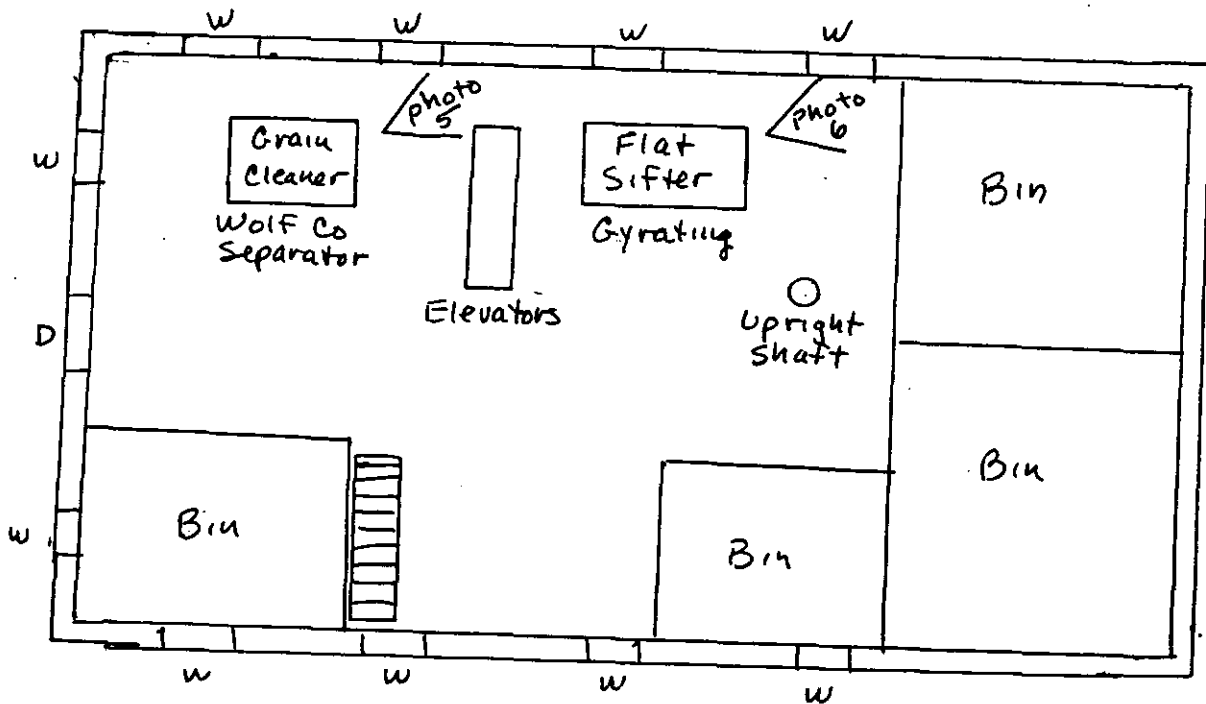 W W W W
photo
5
photo
6
Grain
Cleaner
Flat
Sifter
Bin
W
Wolf Co
Separator
Gyrating
Elevators
Upright
Shaft
D
Bin
Bin
Bin
W
W W W W